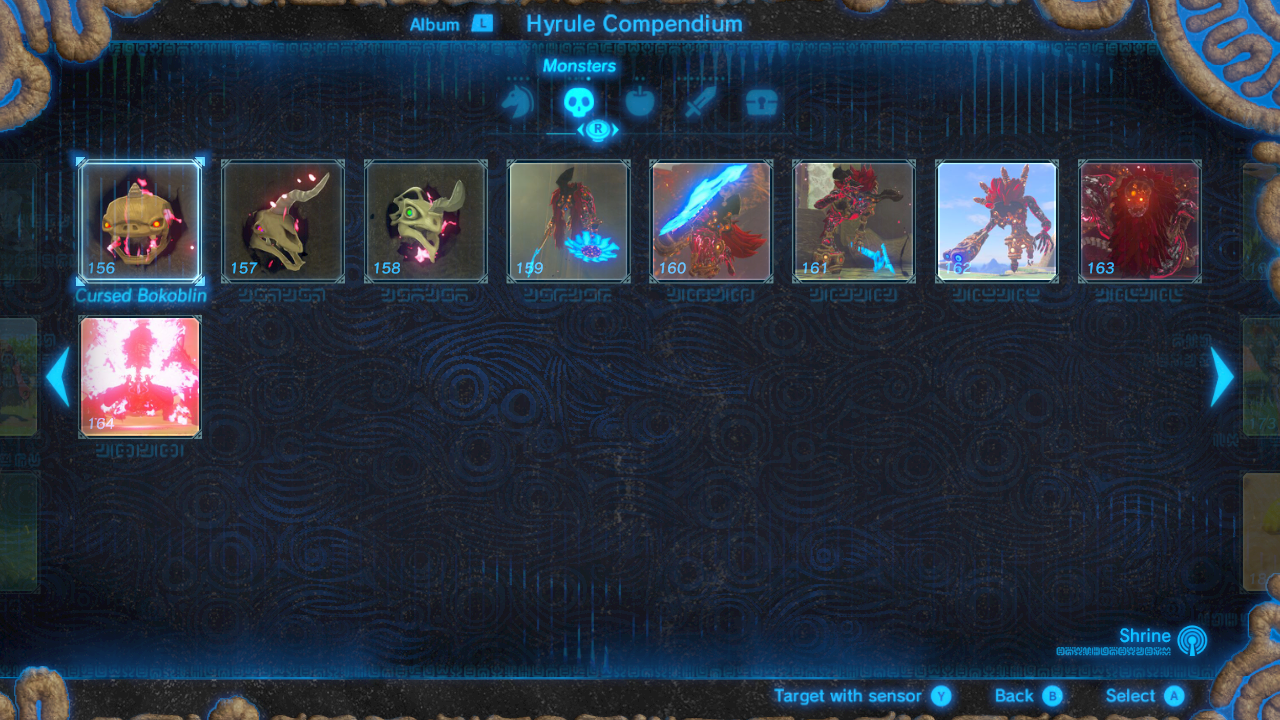 Album L Hyrule Compendium
Monsters
R
156 157 158 159 160 161 162 163
Cursed Bokoblin
164
173
Shrine
Target with sensor Y Back B Select A